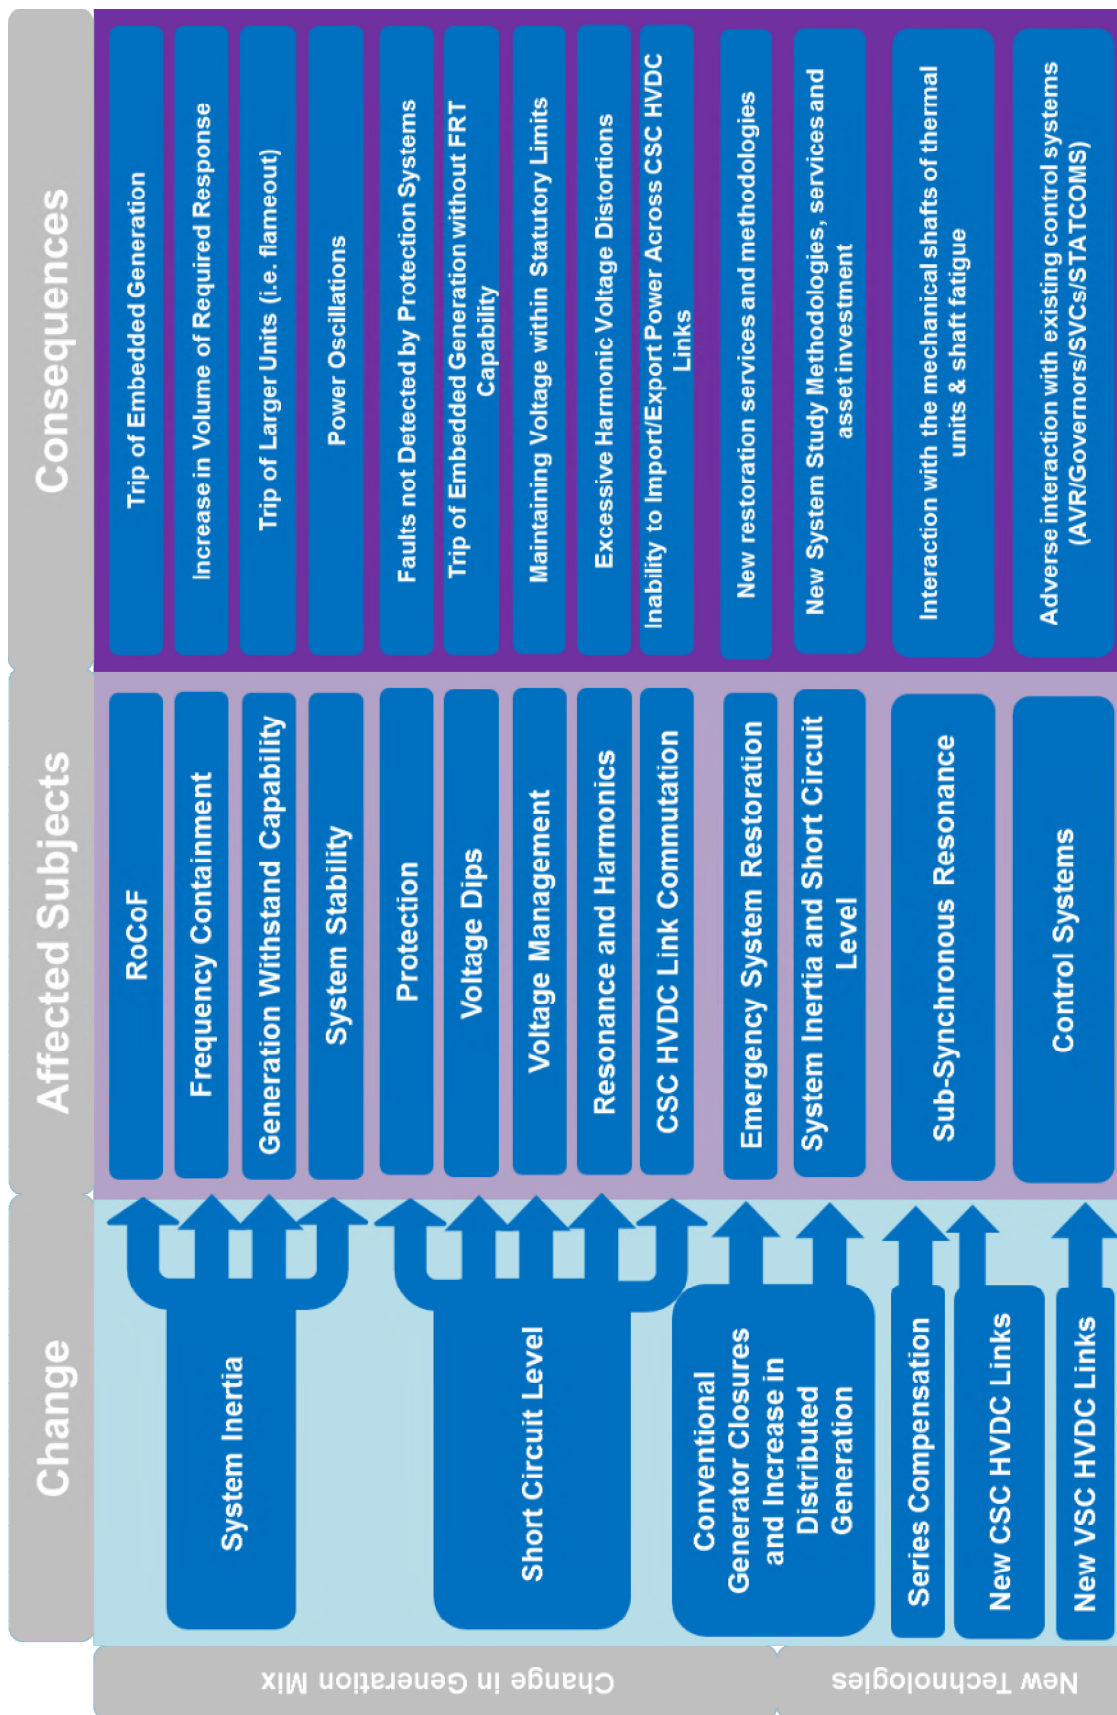 Change
Affected Subjects
Consequences
Change in Generation Mix
New Technologies
System Inertia
RoCoF
Trip of Embedded Generation
Frequency Containment
Increase in Volume of Required Response
Generation Withstand Capability
Trip of Larger Units (i.e. flameout)
System Stability
Power Oscillations
Short Circuit Level
Protection
Faults not Detected by Protection Systems
Voltage Dips
Trip of Embedded Generation without FRT
Capability
Voltage Management
Maintaining Voltage within Statutory Limits
Resonance and Harmonics
Excessive Harmonic Voltage Distortions
CSC HVDC Link Commutation
Inability to Import/Export Power Across CSC HVDC
Links
Conventional
Generator Closures
and Increase in
Distributed
Generation
Emergency System Restoration
New restoration services and methodologies
System Inertia and Short Circuit
Level
New System Study Methodologies, services and
asset investment
Series Compensation
New CSC HVDC Links
Sub-Synchronous Resonance
Interaction with the mechanical shafts of thermal
units & shaft fatigue
New VSC HVDC Links
Control Systems
Adverse interaction with existing control systems
(AVR/Governors/SVCs/STATCOMS)